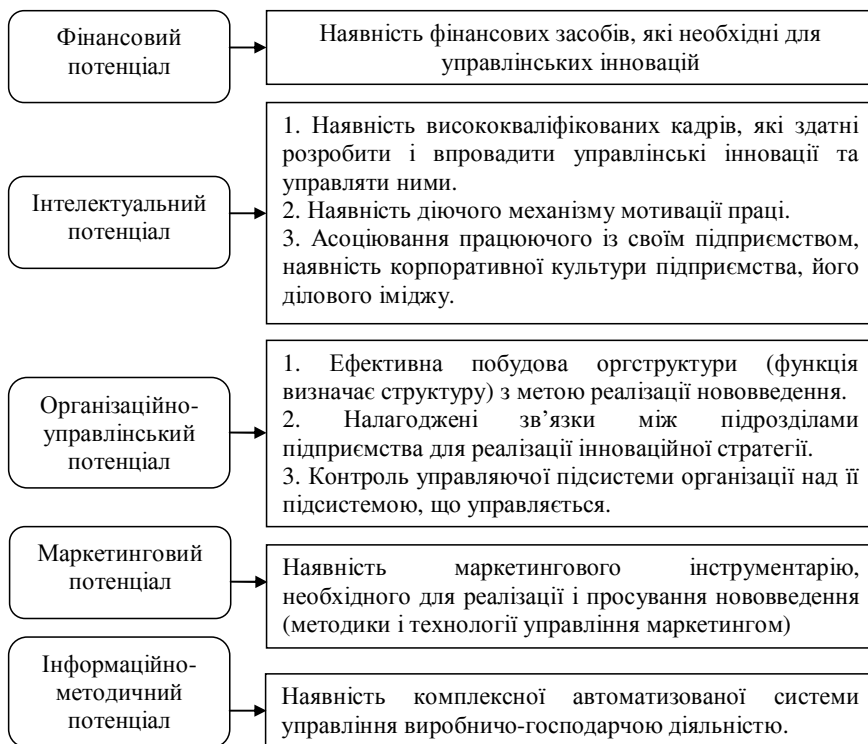 Фінансовий
потенціал
Наявність фінансових засобів, які необхідні для
управлінських інновацій
Інтелектуальний
потенціал
1. Наявність висококваліфікованих кадрів, які здатні
розробити і впровадити управлінські інновації та
управляти ними.
2. Наявність діючого механізму мотивації праці.
3. Асоціювання працюючого із своїм підприємством,
наявність корпоративної культури підприємства, його
ділового іміджу.
Організаційно-
управлінський
потенціал
1. Ефективна побудова оргструктури (функція
визначає структуру) з метою реалізації нововведення.
2. Налагоджені зв’язки між підрозділами
підприємства для реалізації інноваційної стратегії.
3. Контроль управляючої підсистеми організації над її
підсистемою, що управляється.
Маркетинговий
потенціал
Наявність маркетингового інструментарію,
необхідного для реалізації і просування нововведення
(методики і технології управління маркетингом)
Інформаційно-
методичний
потенціал
Наявність комплексної автоматизованої системи
управління виробничо-господарчою діяльністю.